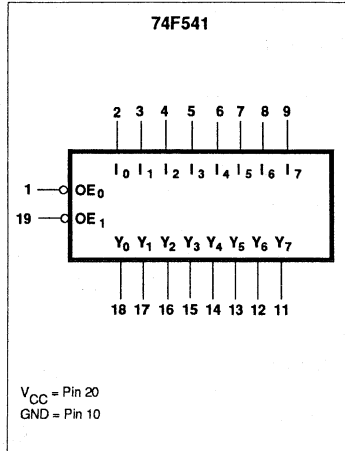 74F541
2 3 4 5 6 7 8 9
I0 I1 I2 I3 I4 I5 I6 I7
1 OE0
19 OE1
Y0 Y1 Y2 Y3 Y4 Y5 Y6 Y7
18 17 16 15 14 13 12 11
VCC = Pin 20
GND = Pin 10